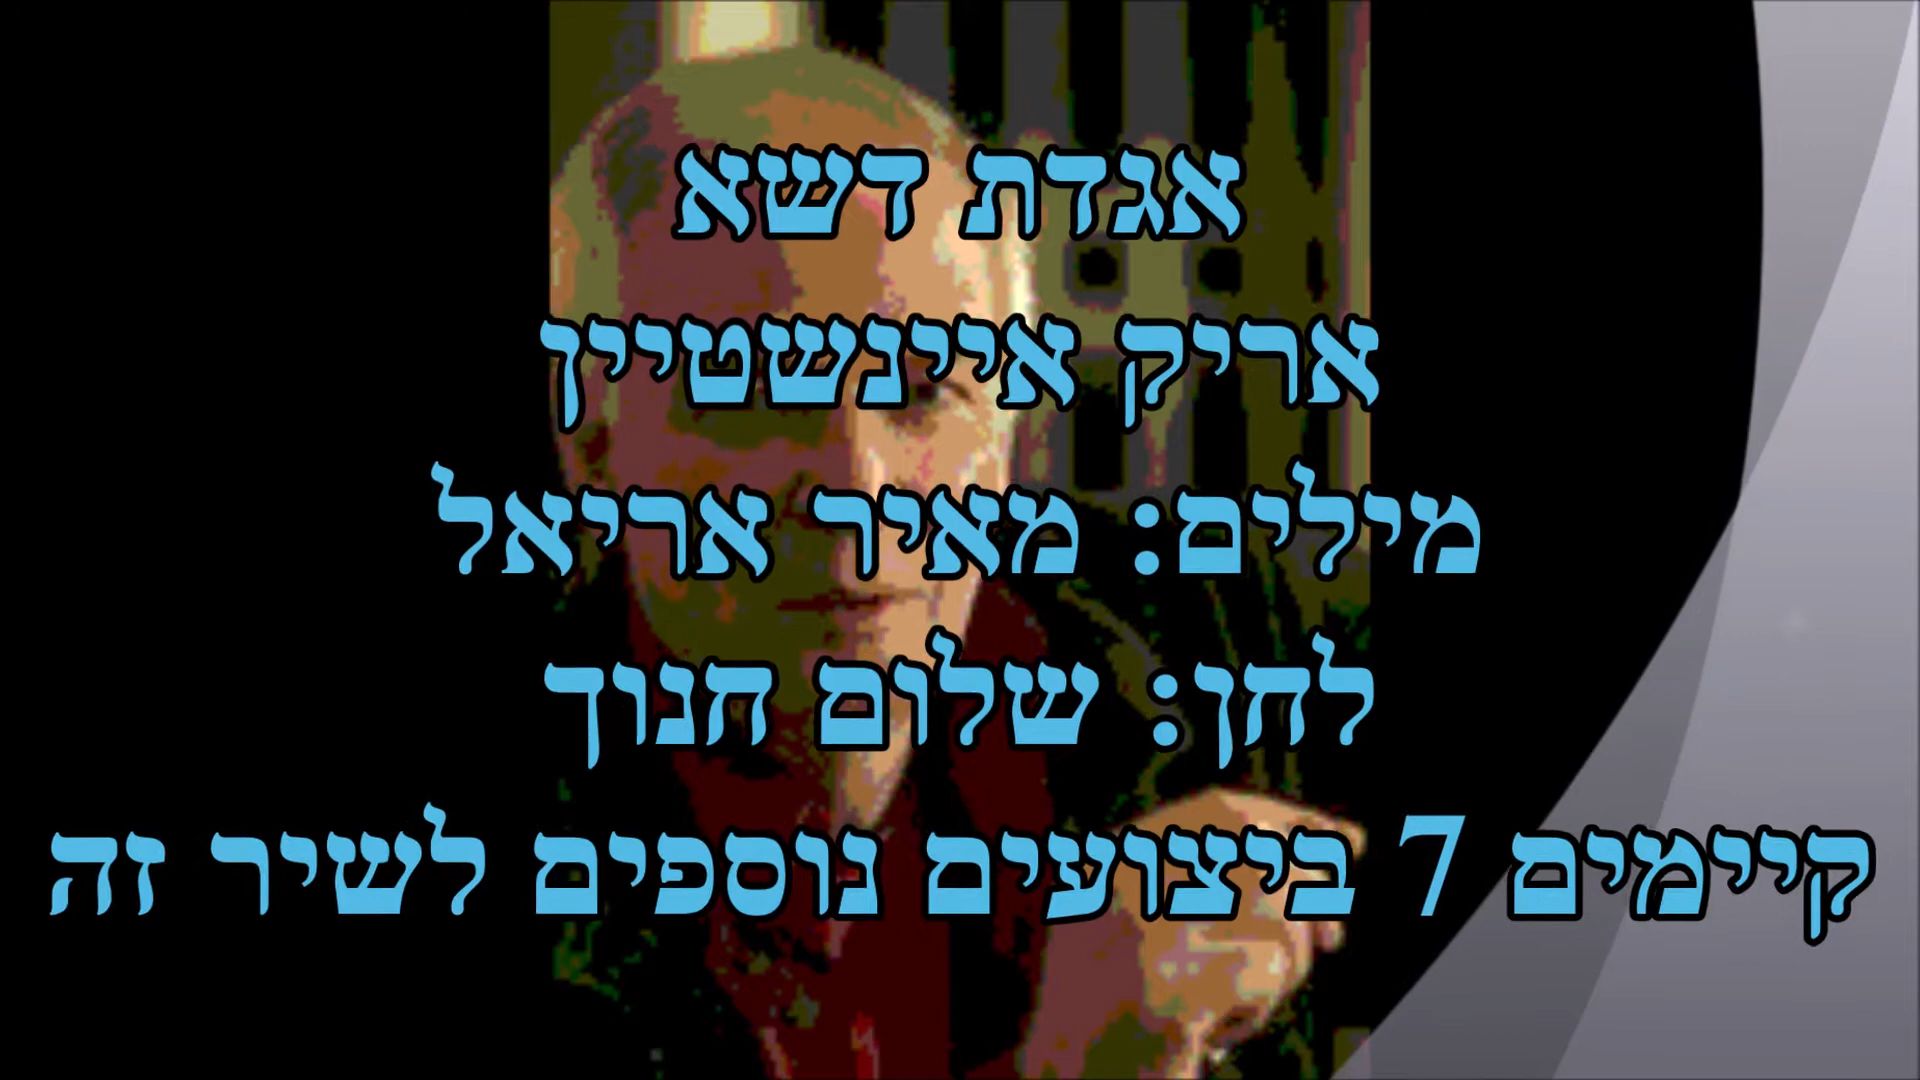 אגדת דשא
אריק איינשטיין
מילים: מאיר אריאל
לחן: שלום חנוך
קיימים 7 ביצועים נוספים לשיר זה